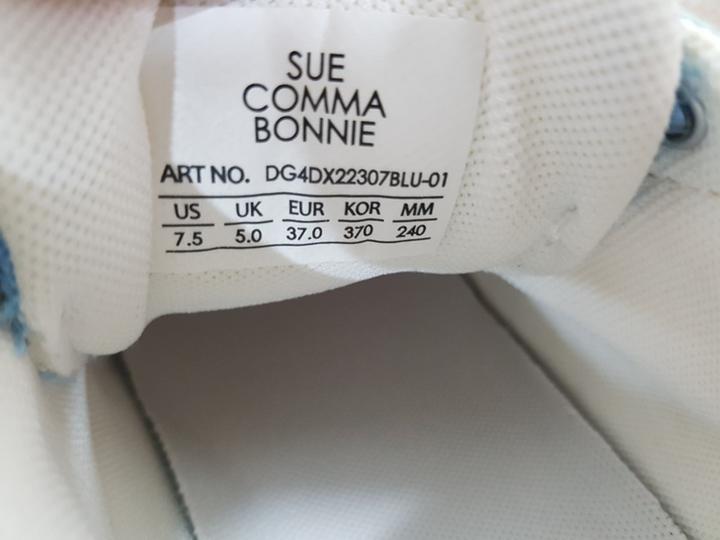 SUE
COMMA
BONNIE
ART NO. DG4DX22307BLU-01
US UK EUR KOR MM
7.5 5.0 37.0 370 240